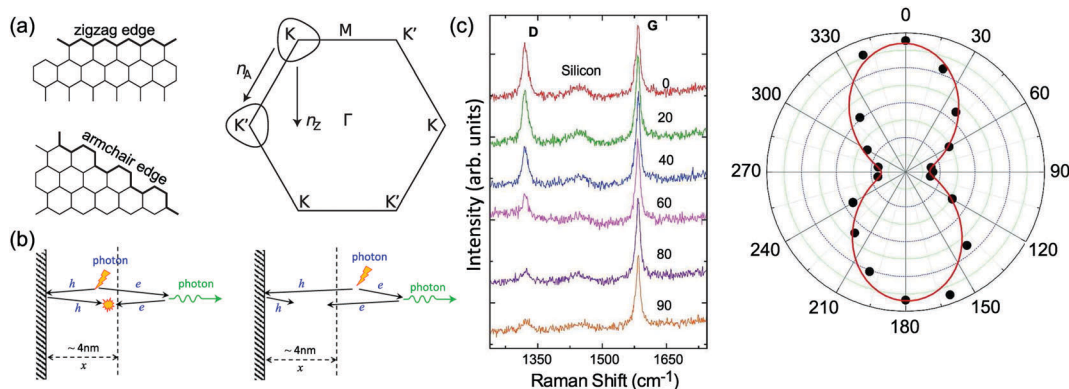 (a)
zigzag edge
armchair edge
K
M
K′
n_A
n_Z
K′
Γ
K
K
K′
(b)
photon
h
e
photon
h
e
~ 4nm
x
photon
h
e
photon
h
e
~ 4nm
x
(c)
D
G
Silicon
0
20
40
60
80
90
Intensity (arb. units)
1350
1500
1650
Raman Shift (cm⁻¹)
0
30
60
90
120
150
180
210
240
270
300
330